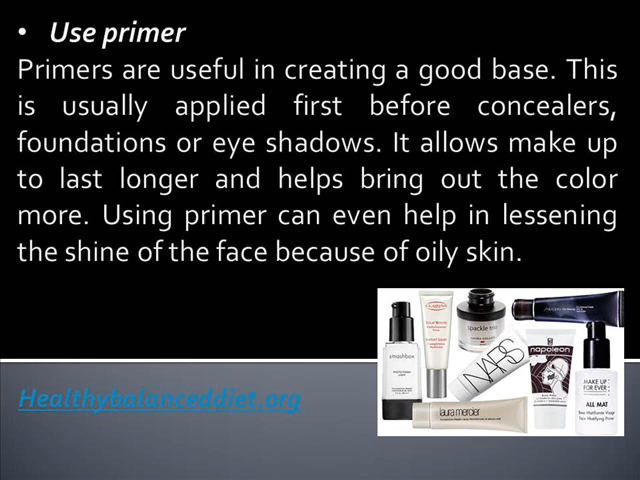 • Use primer
Primers are useful in creating a good base. This
is usually applied first before concealers,
foundations or eye shadows. It allows make up
to last longer and helps bring out the color
more. Using primer can even help in lessening
the shine of the face because of oily skin.
CLARINS
spackle tint
smashbox
NARS
napoleon
MAKE UP
FOR EVER
ALL MAT
laura mercier
Healthybalanceddiet.org